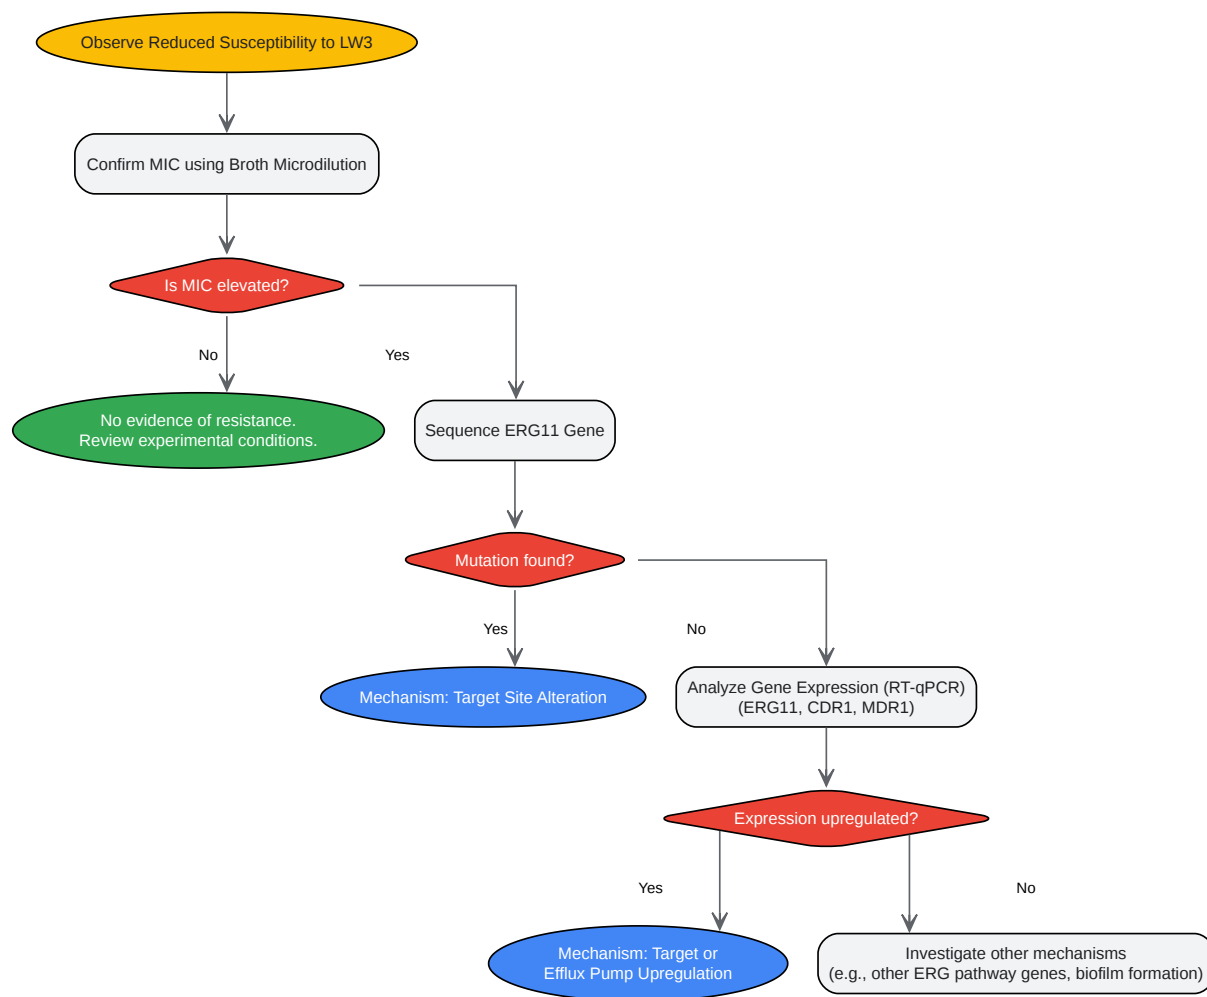 Observe Reduced Susceptibility to LW3
Confirm MIC using Broth Microdilution
Is MIC elevated?
No
Yes
No evidence of resistance.
Review experimental conditions.
Sequence ERG11 Gene
Mutation found?
Yes
No
Mechanism: Target Site Alteration
Analyze Gene Expression (RT-qPCR)
(ERG11, CDR1, MDR1)
Expression upregulated?
Yes
No
Mechanism: Target or
Efflux Pump Upregulation
Investigate other mechanisms
(e.g., other ERG pathway genes, biofilm formation)